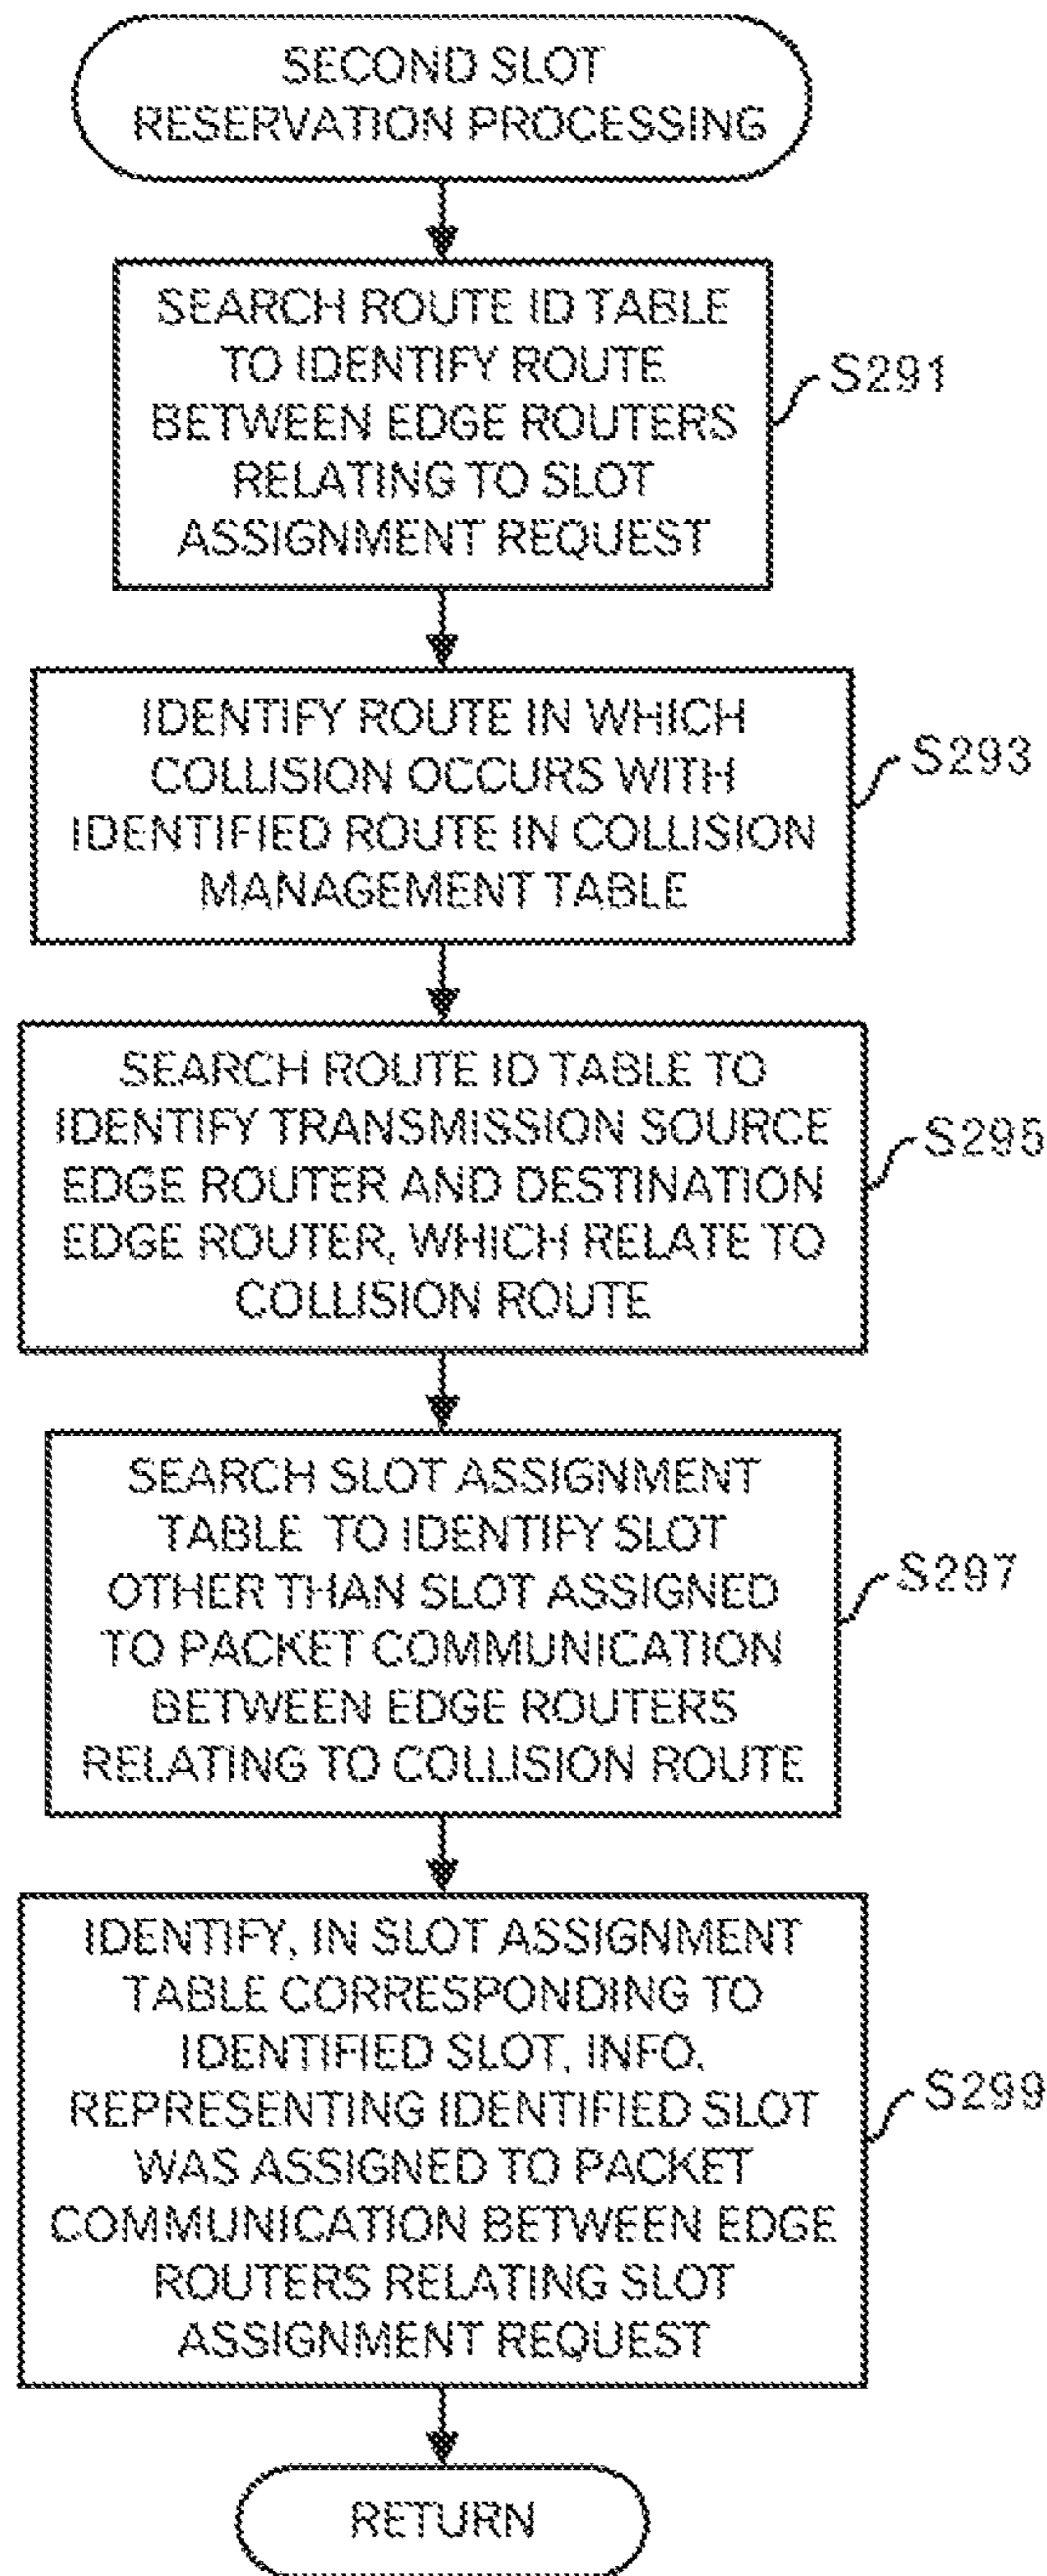 SECOND SLOT
RESERVATION PROCESSING
SEARCH ROUTE ID TABLE
TO IDENTIFY ROUTE
BETWEEN EDGE ROUTERS
RELATING TO SLOT
ASSIGNMENT REQUEST
S291
IDENTIFY ROUTE IN WHICH
COLLISION OCCURS WITH
IDENTIFIED ROUTE IN COLLISION
MANAGEMENT TABLE
S293
SEARCH ROUTE ID TABLE TO
IDENTIFY TRANSMISSION SOURCE
EDGE ROUTER AND DESTINATION
EDGE ROUTER, WHICH RELATE TO
COLLISION ROUTE
S295
SEARCH SLOT ASSIGNMENT
TABLE TO IDENTIFY SLOT
OTHER THAN SLOT ASSIGNED
TO PACKET COMMUNICATION
BETWEEN EDGE ROUTERS
RELATING TO COLLISION ROUTE
S297
IDENTIFY, IN SLOT ASSIGNMENT
TABLE CORRESPONDING TO
IDENTIFIED SLOT, INFO.
REPRESENTING IDENTIFIED SLOT
WAS ASSIGNED TO PACKET
COMMUNICATION BETWEEN EDGE
ROUTERS RELATING SLOT
ASSIGNMENT REQUEST
S299
RETURN